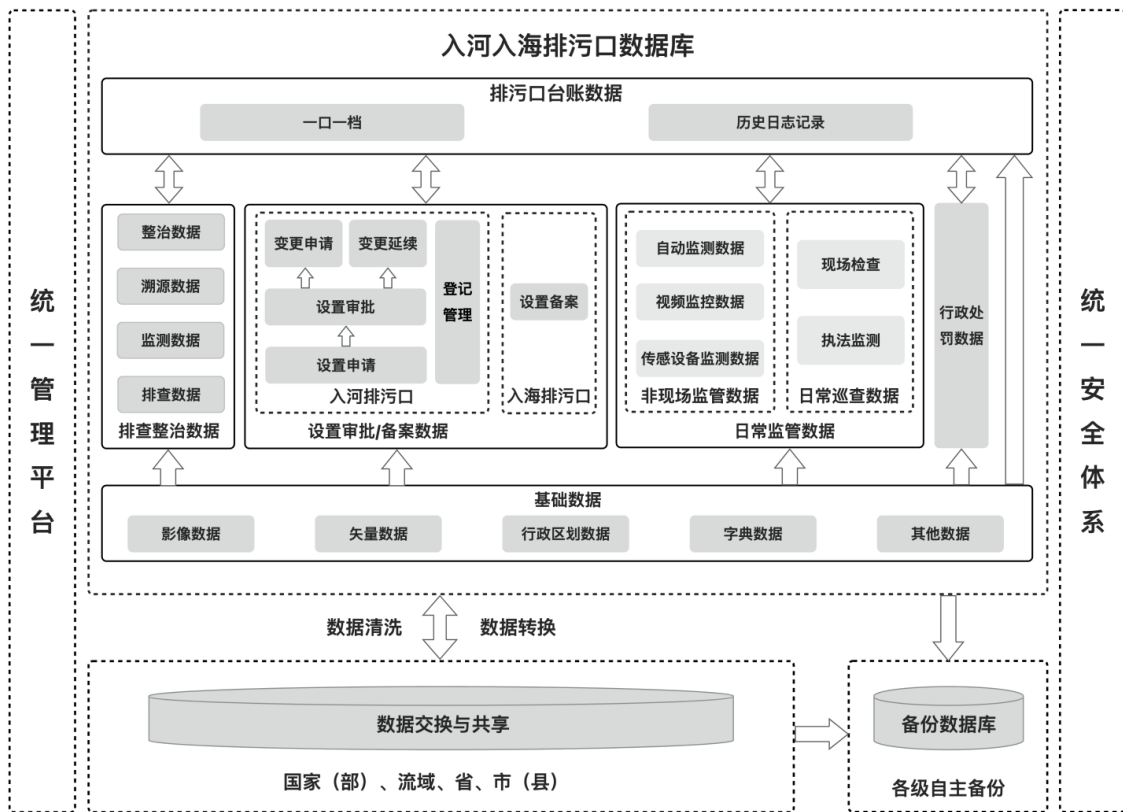 入河入海排污口数据库
排污口台账数据
一口一档
历史日志记录
整治数据
溯源数据
监测数据
排查数据
排查整治数据
变更申请
变更延续
设置审批
设置申请
登记
管理
入河排污口
设置备案
入海排污口
设置审批/备案数据
自动监测数据
视频监控数据
传感设备监测数据
非现场监管数据
现场检查
执法监测
日常巡查数据
日常监管数据
行政处
罚数据
基础数据
影像数据
矢量数据
行政区划数据
字典数据
其他数据
统一管理平台
统一安全体系
数据清洗
数据转换
数据交换与共享
国家（部）、流域、省、市（县）
备份数据库
各级自主备份